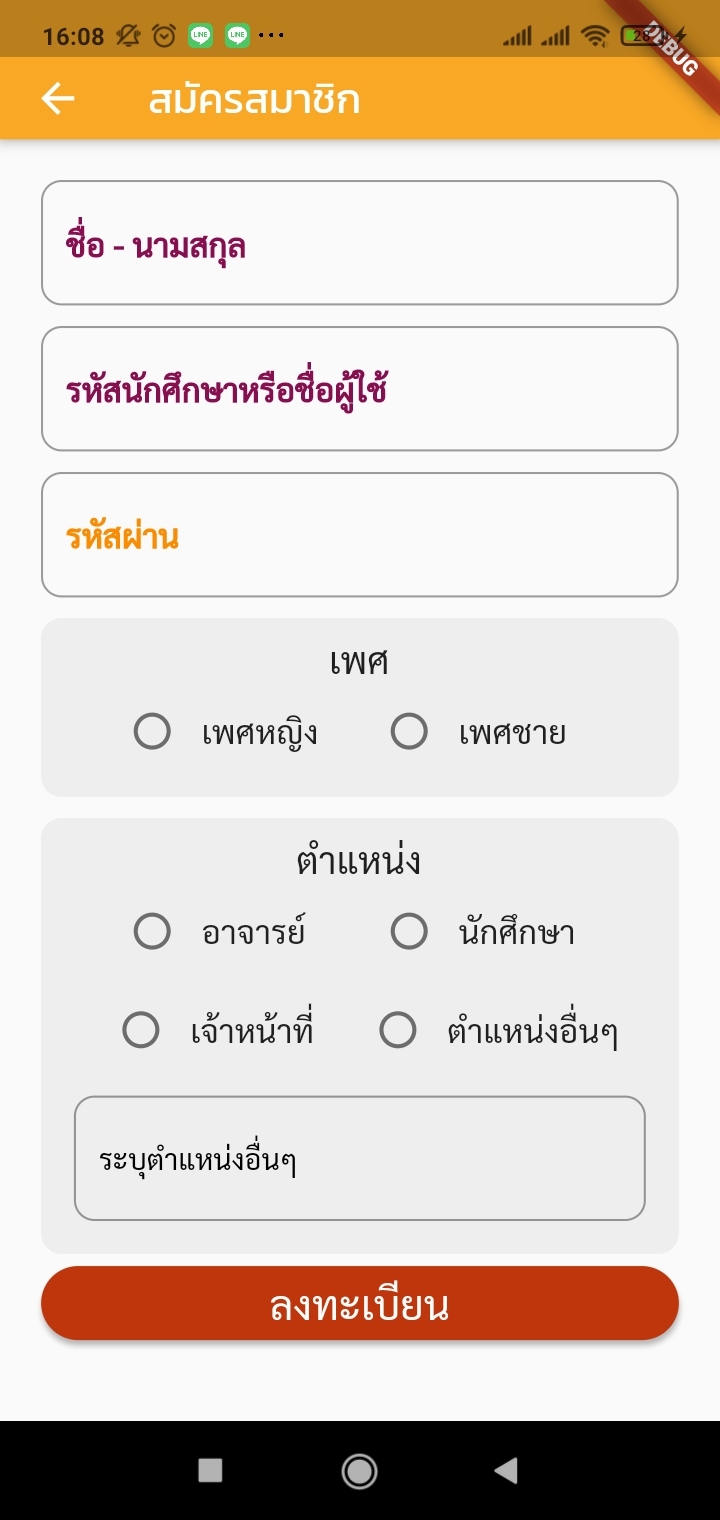 16:08 LINE LINE 28
DEBUG
สมัครสมาชิก
ชื่อ - นามสกุล
รหัสนักศึกษาหรือชื่อผู้ใช้
รหัสผ่าน
เพศ
เพศหญิง เพศชาย
ตำแหน่ง
อาจารย์ นักศึกษา
เจ้าหน้าที่ ตำแหน่งอื่นๆ
ระบุตำแหน่งอื่นๆ
ลงทะเบียน